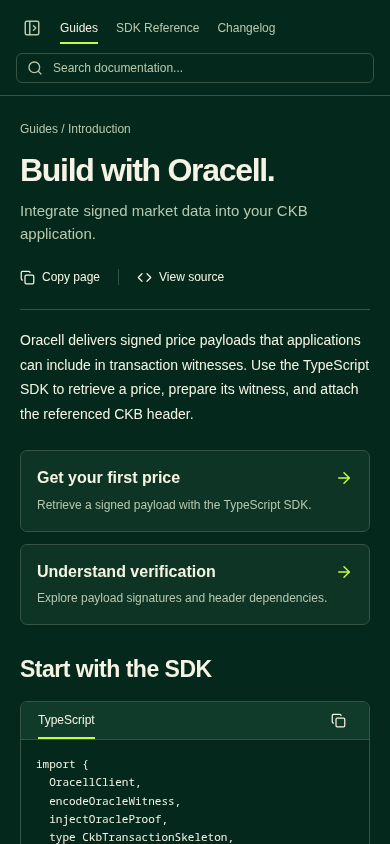 Guides SDK Reference Changelog
Search documentation...
Guides / Introduction
Build with Oracell.
Integrate signed market data into your CKB
application.
Copy page View source
Oracell delivers signed price payloads that applications
can include in transaction witnesses. Use the TypeScript
SDK to retrieve a price, prepare its witness, and attach
the referenced CKB header.
Get your first price
Retrieve a signed payload with the TypeScript SDK.
Understand verification
Explore payload signatures and header dependencies.
Start with the SDK
TypeScript
import {
  OracellClient,
  encodeOracleWitness,
  injectOracleProof,
  type CkbTransactionSkeleton,